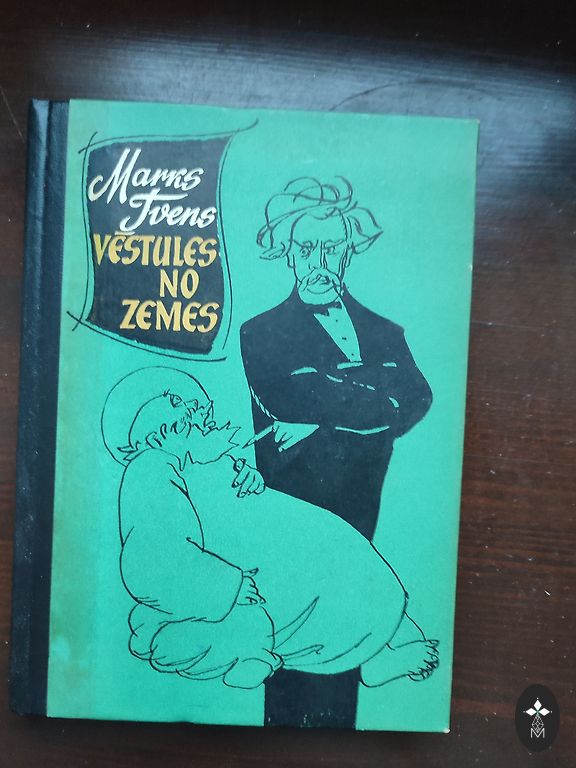 Marks
Tvens
VĒSTULES
NO
ZEMES
M